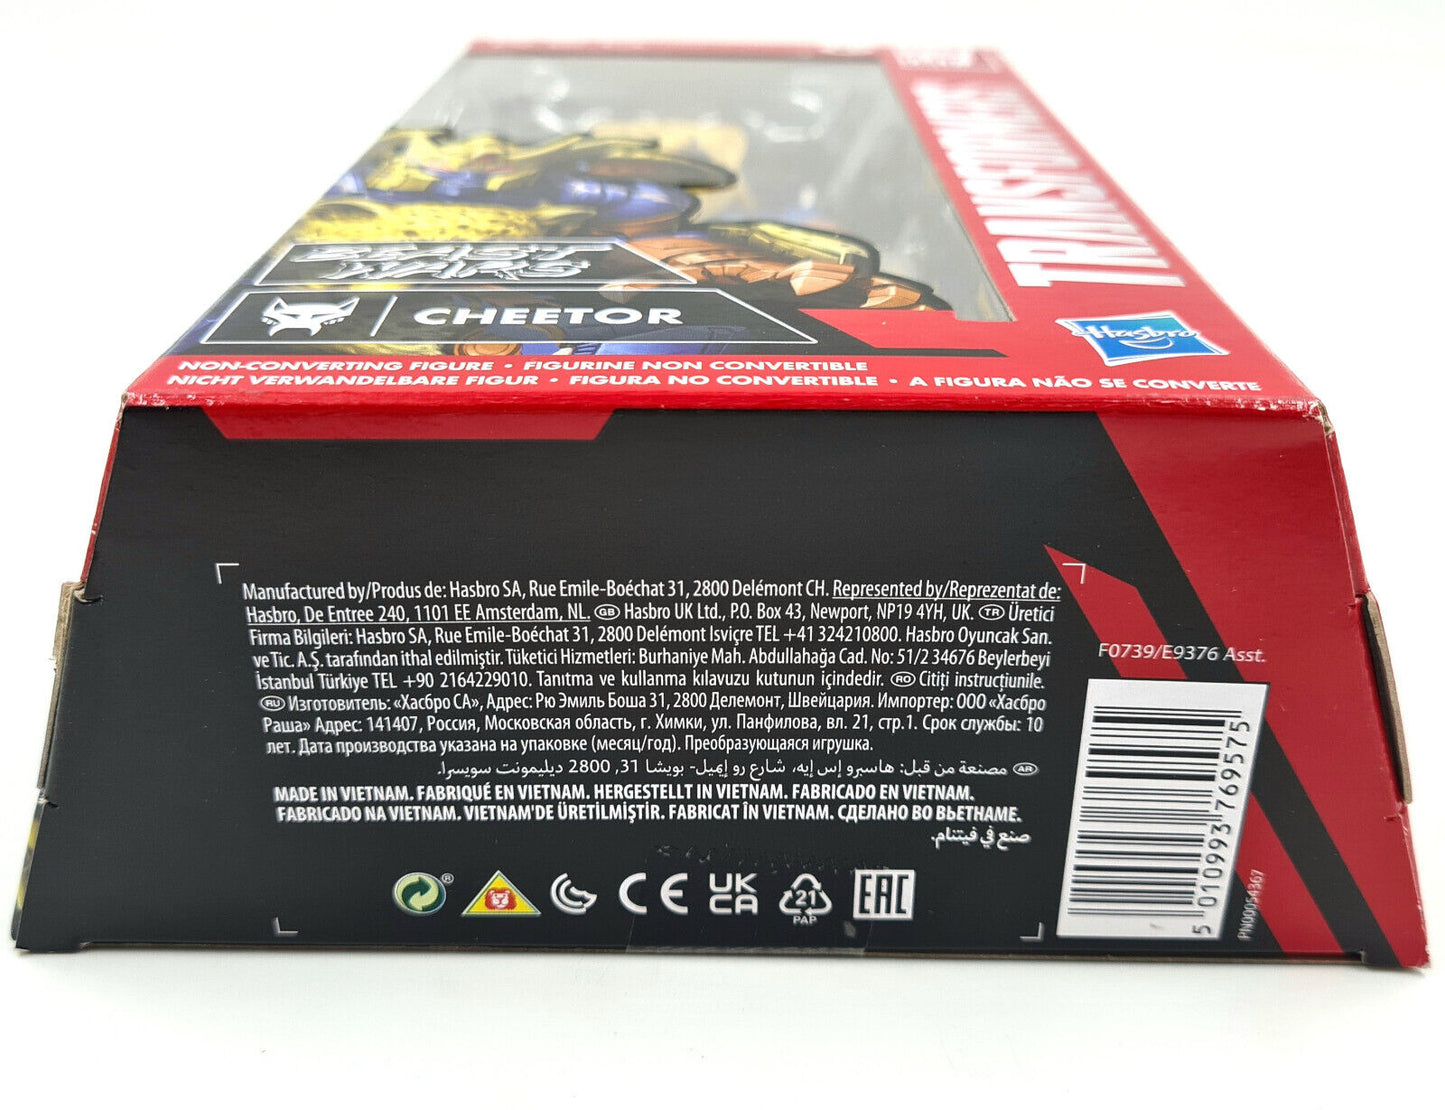 TRANSFORMERS
BEAST
WARS
CHEETOR
Hasbro
NON-CONVERTING FIGURE • FIGURINE NON CONVERTIBLE
NICHT VERWANDELBARE FIGUR • FIGURA NO CONVERTIBLE • A FIGURA NÃO SE CONVERTE
Manufactured by/Produs de: Hasbro SA, Rue Emile-Boéchat 31, 2800 Delémont CH. Represented by/Reprezentat de:
Hasbro, De Entree 240, 1101 EE Amsterdam, NL. GB Hasbro UK Ltd., P.O. Box 43, Newport, NP19 4YH, UK. TR Üretici
Firma Bilgileri: Hasbro SA, Rue Emile-Boéchat 31, 2800 Delémont Isviçre TEL +41 324210800. Hasbro Oyuncak San.
ve Tic. A.Ş. tarafından ithal edilmiştir. Tüketici Hizmetleri: Burhaniye Mah. Abdullahağa Cad. No: 51/2 34676 Beylerbeyi
İstanbul Türkiye TEL +90 2164229010. Tanıtma ve kullanma kılavuzu kutunun içindedir. RO Citiți instrucțiunile.
RU Изготовитель: «Хасбро СА», Адрес: Рю Эмиль Боша 31, 2800 Делемонт, Швейцария. Импортер: ООО «Хасбро
Раша» Адрес: 141407, Россия, Московская область, г. Химки, ул. Панфилова, вл. 21, стр.1. Срок службы: 10
лет. Дата производства указана на упаковке (месяц/год). Преобразующаяся игрушка.
AR مصنعة من قبل: هاسبرو إس إيه، شارع رو إيميل- بويشا 31, 2800 ديليمونت سويسرا.
MADE IN VIETNAM. FABRIQUÉ EN VIETNAM. HERGESTELLT IN VIETNAM. FABRICADO EN VIETNAM.
FABRICADO NA VIETNAM. VIETNAM'DE ÜRETİLMİŞTİR. FABRICAT ÎN VIETNAM. СДЕЛАНО ВО ВЬЕТНАМЕ.
صنع في فيتنام.
® CE UK CA 21 PAP EAC
F0739/E9376 Asst.
5 010993 769575
PN00054367